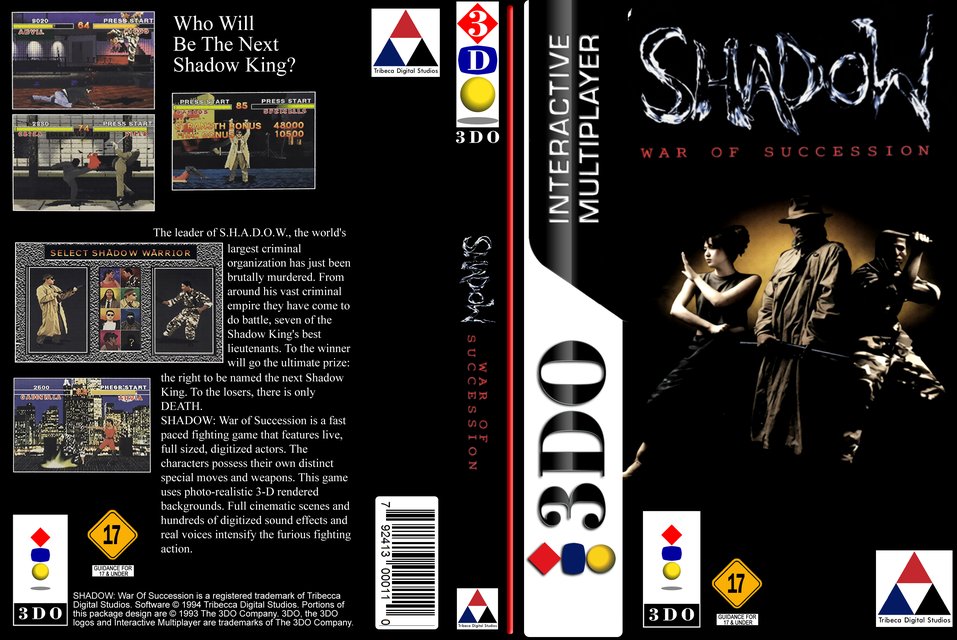 Who Will
Be The Next
Shadow King?
9020
64
PRESS START
ANVIL
74
PRESS START
85
PRESS START
PRESS START
BONUS
48000
10500
Tribeca Digital Studios
3
D
3DO
The leader of S.H.A.D.O.W., the world's
largest criminal
organization has just been
brutally murdered. From
around his vast criminal
empire they have come to
do battle, seven of the
Shadow King's best
lieutenants. To the winner
will go the ultimate prize:
the right to be named the next Shadow
King. To the losers, there is only
DEATH.
SHADOW: War of Succession is a fast
paced fighting game that features live,
full sized, digitized actors. The
characters possess their own distinct
special moves and weapons. This game
uses photo-realistic 3-D rendered
backgrounds. Full cinematic scenes and
hundreds of digitized sound effects and
real voices intensify the furious fighting
action.
SELECT SHADOW WARRIOR
?
2600
START
3DO
17
GUIDANCE FOR
17 & UNDER
SHADOW: War Of Succession is a registered trademark of Tribecca
Digital Studios. Software © 1994 Tribecca Digital Studios. Portions of
this package design are © 1993 The 3DO Company. 3DO, the 3DO
logos and Interactive Multiplayer are trademarks of The 3DO Company.
7 92413 00011 0
SHADOW
WAR OF
SUCCESSION
Tribeca Digital Studios
INTERACTIVE
MULTIPLAYER
3DO
SHADOW
WAR OF SUCCESSION
3DO
17
GUIDANCE FOR
17 & UNDER
Tribeca Digital Studios